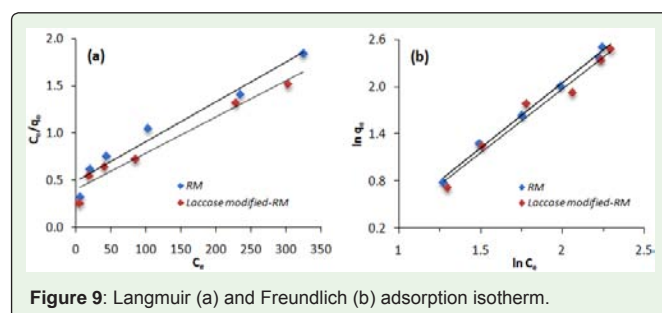 (a)
2.0
1.5
1.0
0.5
0.0
Cₑ/qₑ
0 50 100 150 200 250 300 350
Cₑ
RM
Laccase modified-RM
(b)
2.6
2.0
1.4
0.8
0.2
ln qₑ
1 1.5 2 2.5
ln Cₑ
RM
Laccase modified-RM
Figure 9: Langmuir (a) and Freundlich (b) adsorption isotherm.